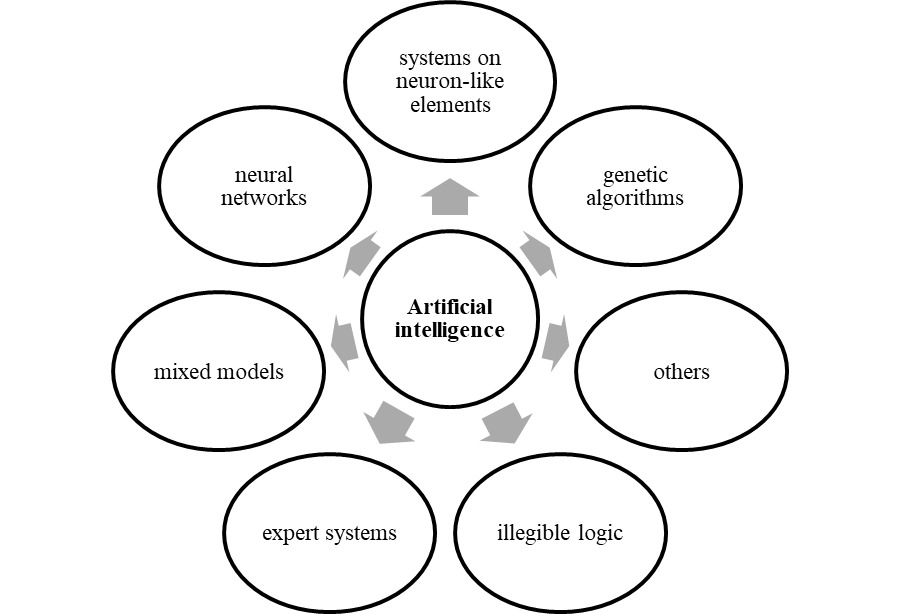 systems on
neuron-like
elements
neural
networks
genetic
algorithms
Artificial
intelligence
mixed models
others
expert systems
illegible logic